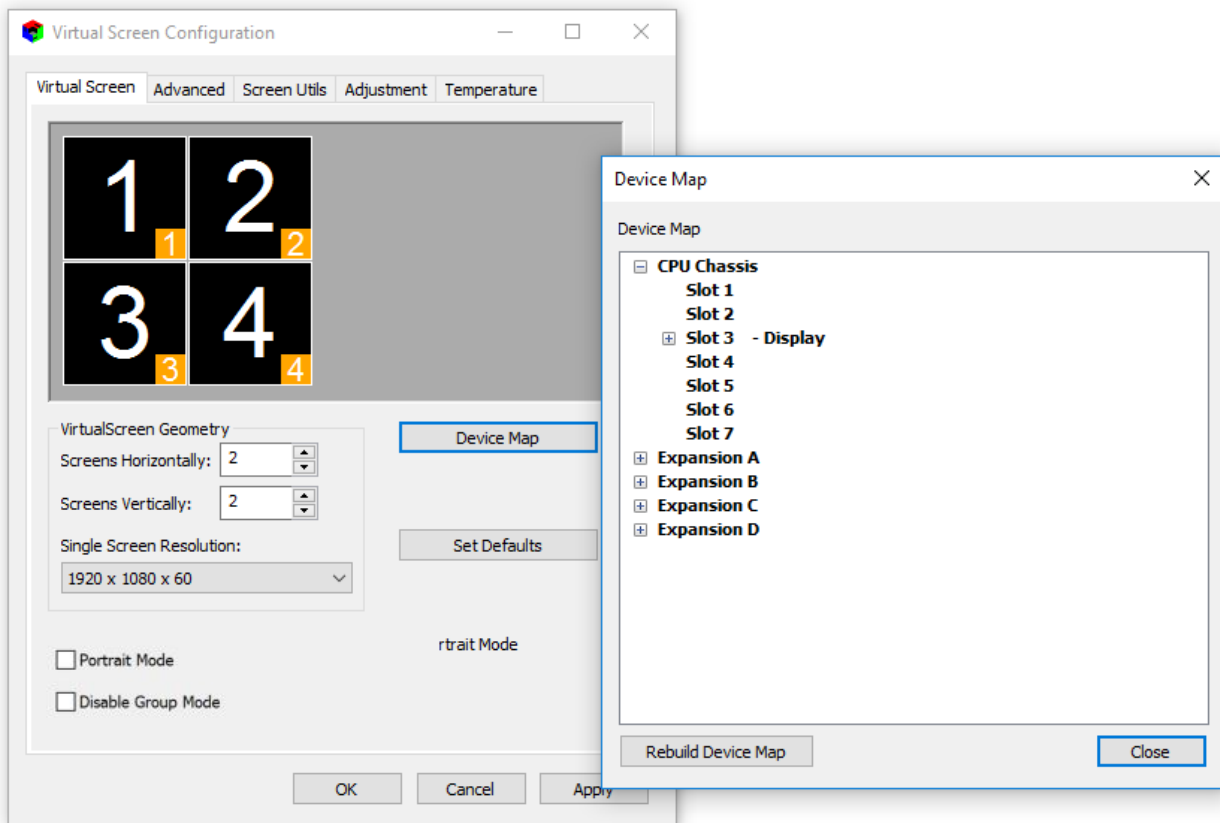 Virtual Screen Configuration
Virtual Screen Advanced Screen Utils Adjustment Temperature
1 1 2 2
3 3 4 4
VirtualScreen Geometry
Screens Horizontally: 2
Screens Vertically: 2
Single Screen Resolution:
1920 x 1080 x 60
Device Map
Set Defaults
rtrait Mode
Portrait Mode
Disable Group Mode
OK Cancel Apply
Device Map
Device Map
CPU Chassis
Slot 1
Slot 2
Slot 3 - Display
Slot 4
Slot 5
Slot 6
Slot 7
Expansion A
Expansion B
Expansion C
Expansion D
Rebuild Device Map Close